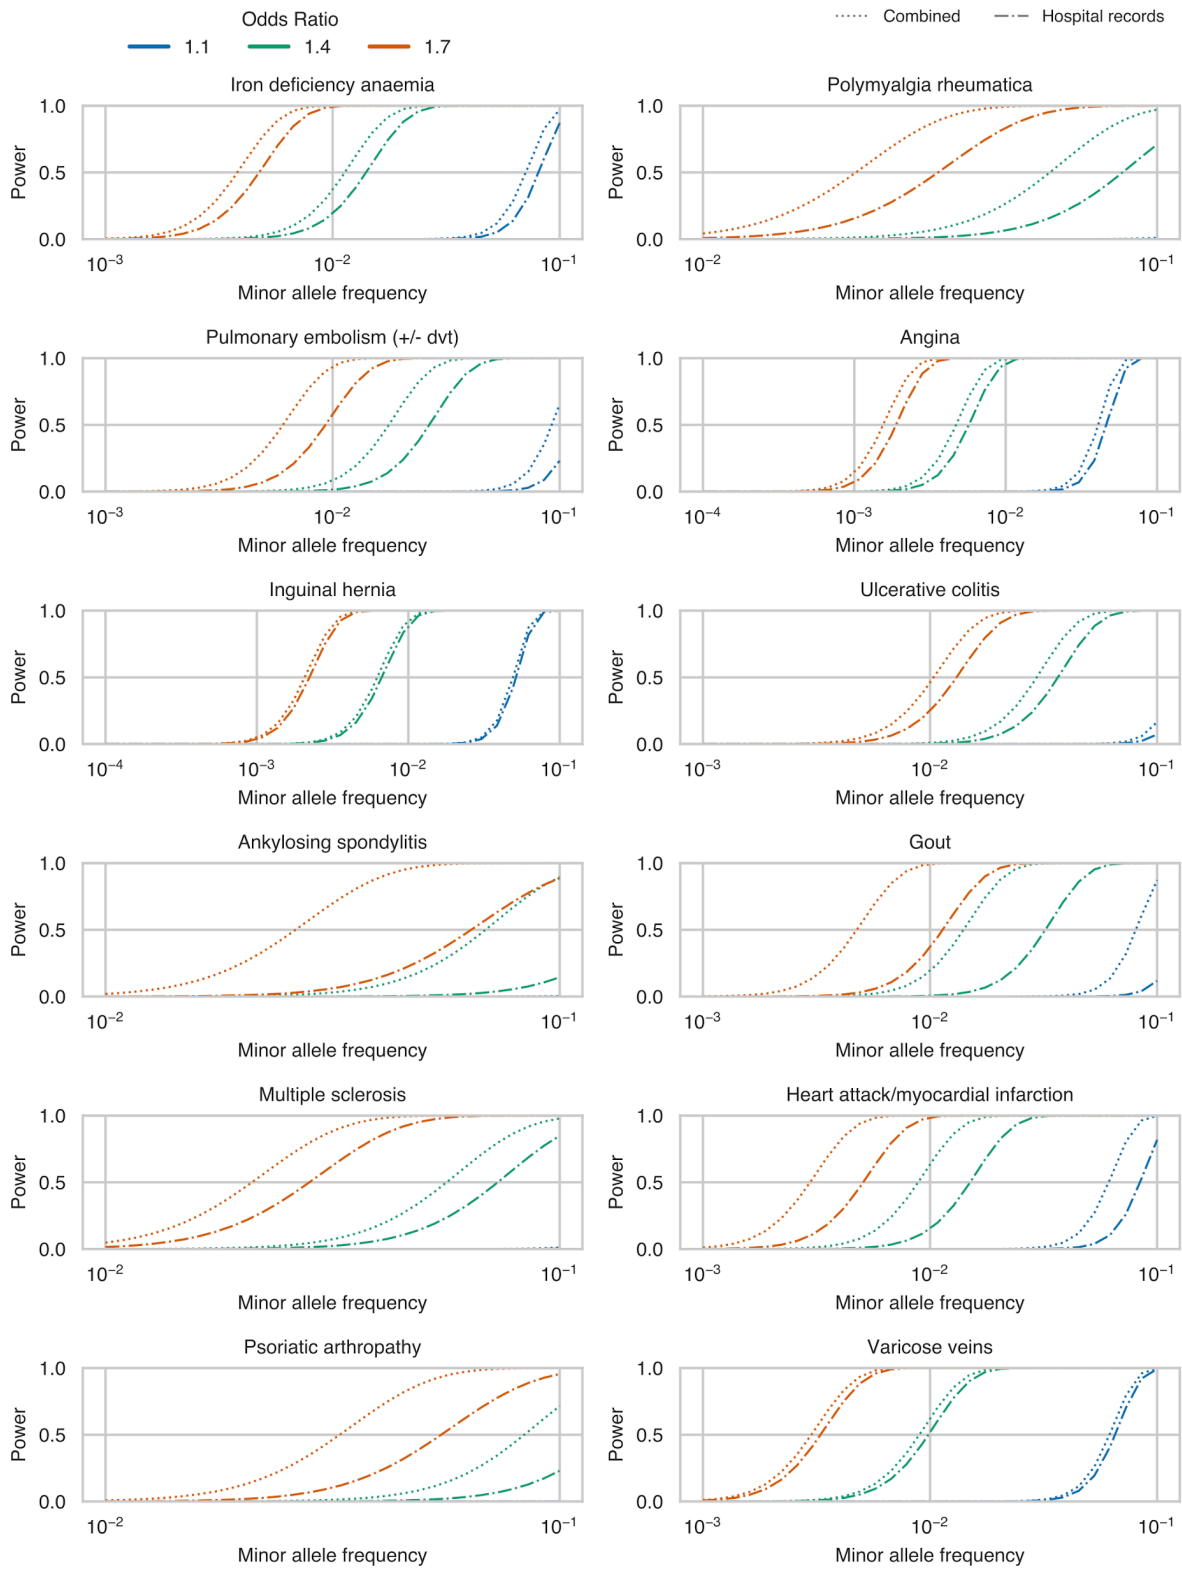 Odds Ratio
1.1 1.4 1.7
Combined Hospital records
Iron deficiency anaemia
Power
1.0
0.5
0.0
10⁻³ 10⁻² 10⁻¹
Minor allele frequency
Polymyalgia rheumatica
Power
1.0
0.5
0.0
10⁻² 10⁻¹
Minor allele frequency
Pulmonary embolism (+/- dvt)
Power
1.0
0.5
0.0
10⁻³ 10⁻² 10⁻¹
Minor allele frequency
Angina
Power
1.0
0.5
0.0
10⁻⁴ 10⁻³ 10⁻² 10⁻¹
Minor allele frequency
Inguinal hernia
Power
1.0
0.5
0.0
10⁻⁴ 10⁻³ 10⁻² 10⁻¹
Minor allele frequency
Ulcerative colitis
Power
1.0
0.5
0.0
10⁻³ 10⁻² 10⁻¹
Minor allele frequency
Ankylosing spondylitis
Power
1.0
0.5
0.0
10⁻² 10⁻¹
Minor allele frequency
Gout
Power
1.0
0.5
0.0
10⁻³ 10⁻² 10⁻¹
Minor allele frequency
Multiple sclerosis
Power
1.0
0.5
0.0
10⁻² 10⁻¹
Minor allele frequency
Heart attack/myocardial infarction
Power
1.0
0.5
0.0
10⁻³ 10⁻² 10⁻¹
Minor allele frequency
Psoriatic arthropathy
Power
1.0
0.5
0.0
10⁻² 10⁻¹
Minor allele frequency
Varicose veins
Power
1.0
0.5
0.0
10⁻³ 10⁻² 10⁻¹
Minor allele frequency